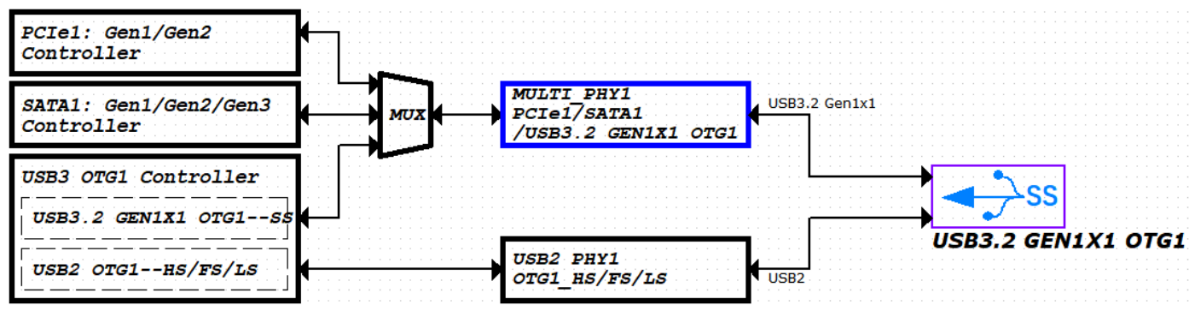 PCIe1: Gen1/Gen2
Controller
SATA1: Gen1/Gen2/Gen3
Controller
USB3 OTG1 Controller
USB3.2 GEN1X1 OTG1--SS
USB2 OTG1--HS/FS/LS
MUX
MULTI_PHY1
PCIe1/SATA1
/USB3.2 GEN1X1 OTG1
USB2 PHY1
OTG1_HS/FS/LS
USB3.2 Gen1x1
USB2
SS
USB3.2 GEN1X1 OTG1